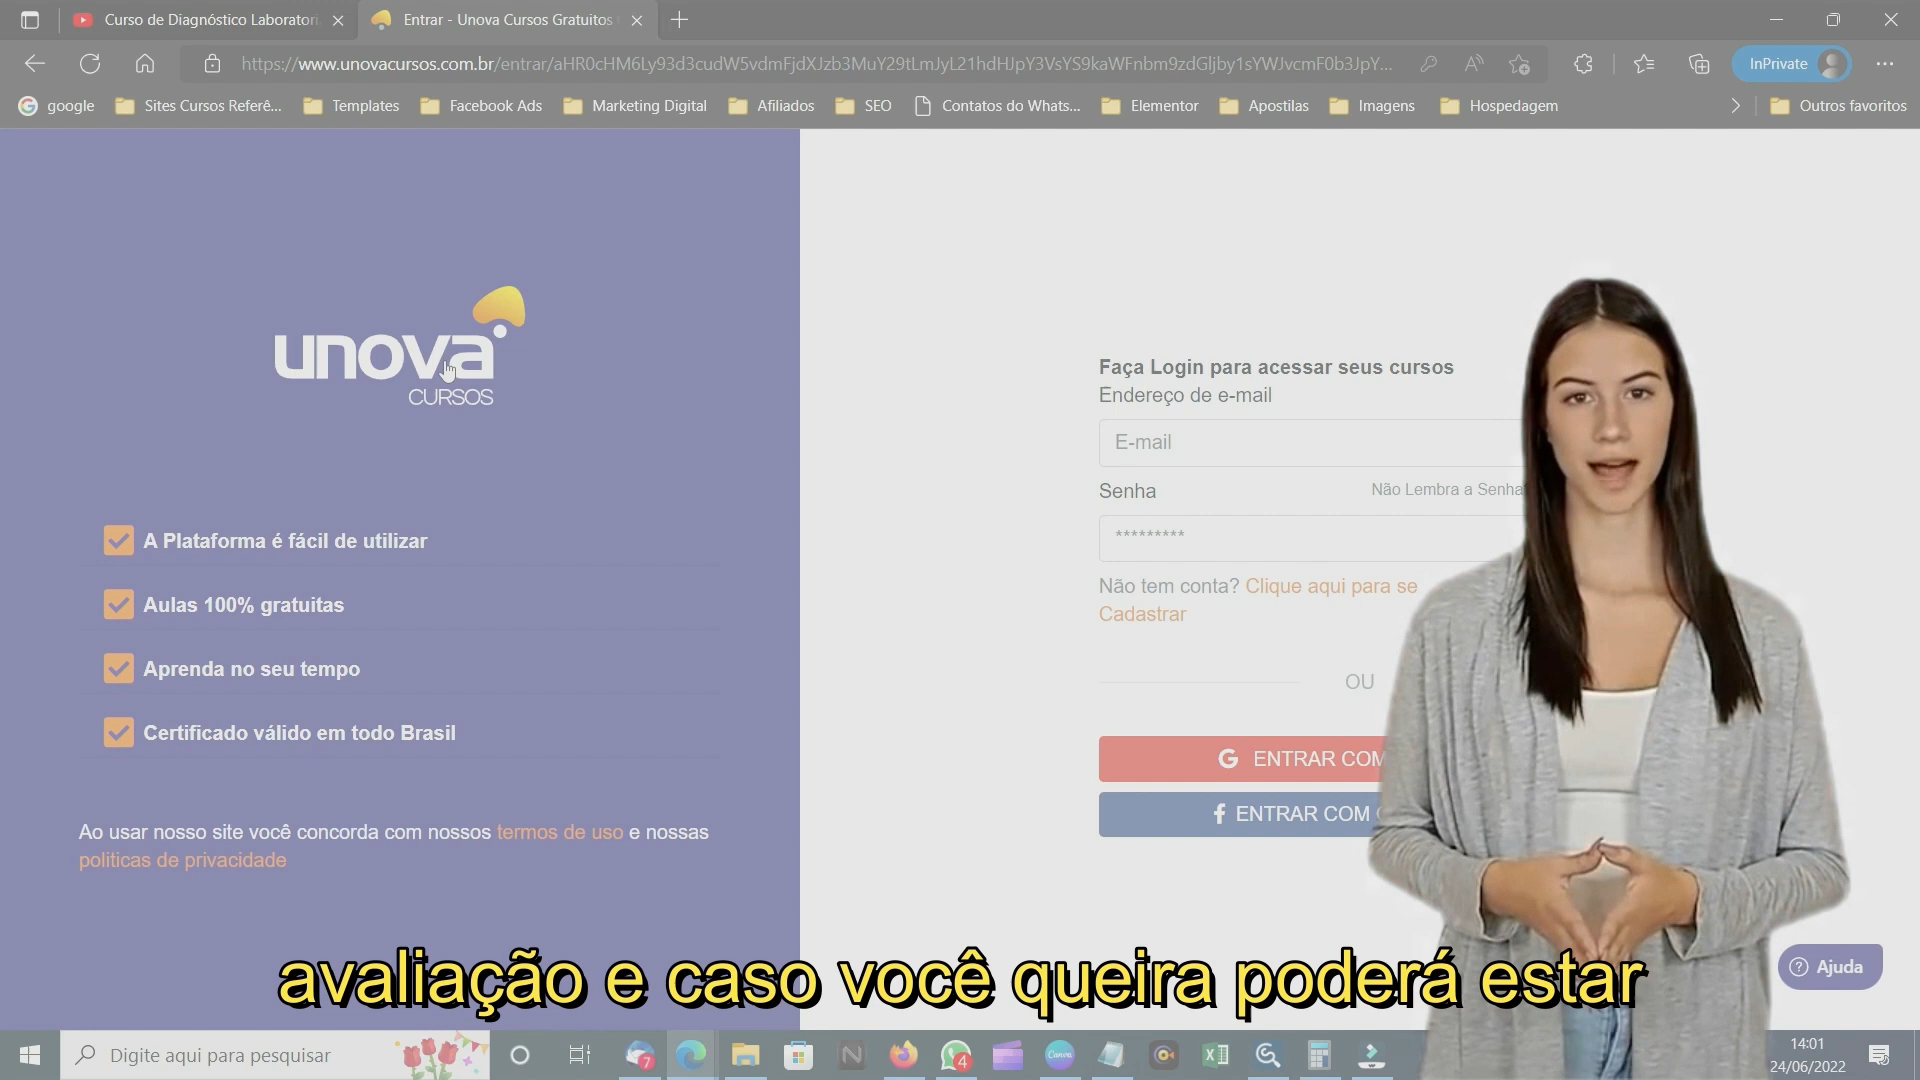 Curso de Diagnóstico Laboratori
Entrar - Unova Cursos Gratuitos
https://www.unovacursos.com.br/entrar/
InPrivate
google
Sites Cursos Referê...
Templates
Facebook Ads
Marketing Digital
Afiliados
SEO
Contatos do Whats...
Elementor
Apostilas
Imagens
Hospedagem
Outros favoritos
unova
CURSOS
A Plataforma é fácil de utilizar
Aulas 100% gratuitas
Aprenda no seu tempo
Certificado válido em todo Brasil
Ao usar nosso site você concorda com nossos termos de uso e nossas
politicas de privacidade
Faça Login para acessar seus cursos
Endereço de e-mail
E-mail
Senha
Não Lembra a Senha
*********
Não tem conta? Clique aqui para se
Cadastrar
OU
G ENTRAR COM
f ENTRAR COM
Ajuda
avaliação e caso você queira poderá estar
Digite aqui para pesquisar
7
4
Canva
14:01
24/06/2022